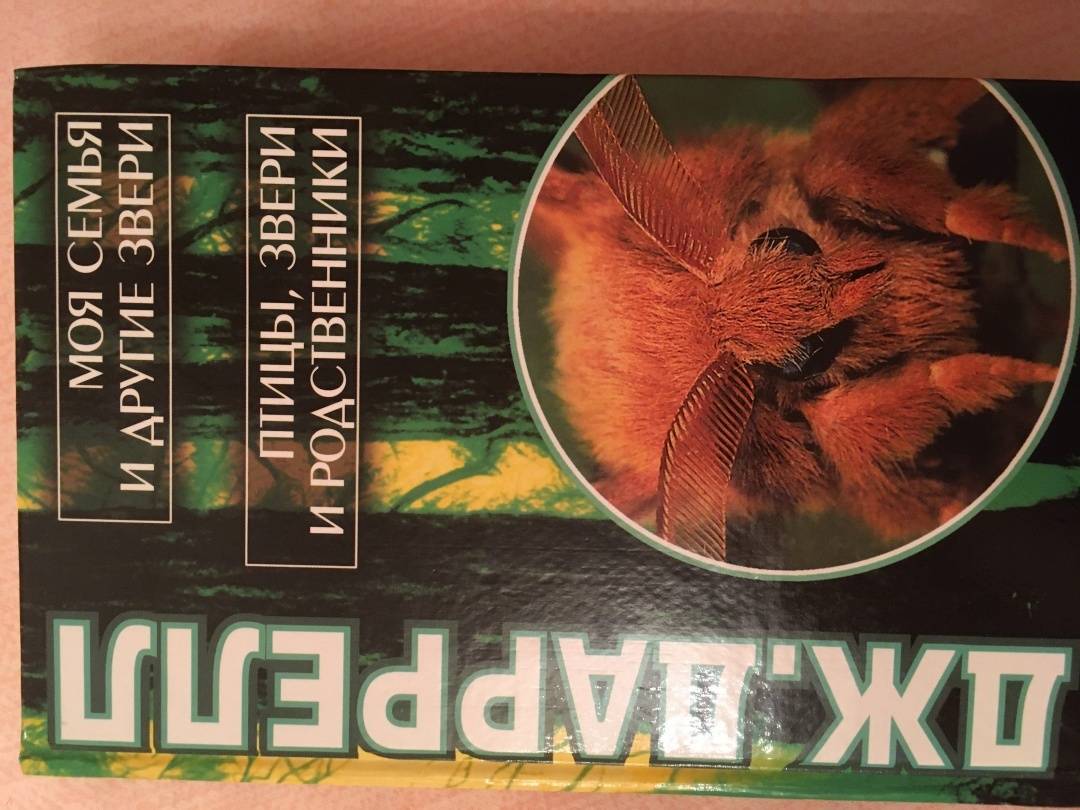 ДЖ. ДАРРЕЛЛ
МОЯ СЕМЬЯ
И ДРУГИЕ ЗВЕРИ
ПТИЦЫ, ЗВЕРИ
И РОДСТВЕННИКИ